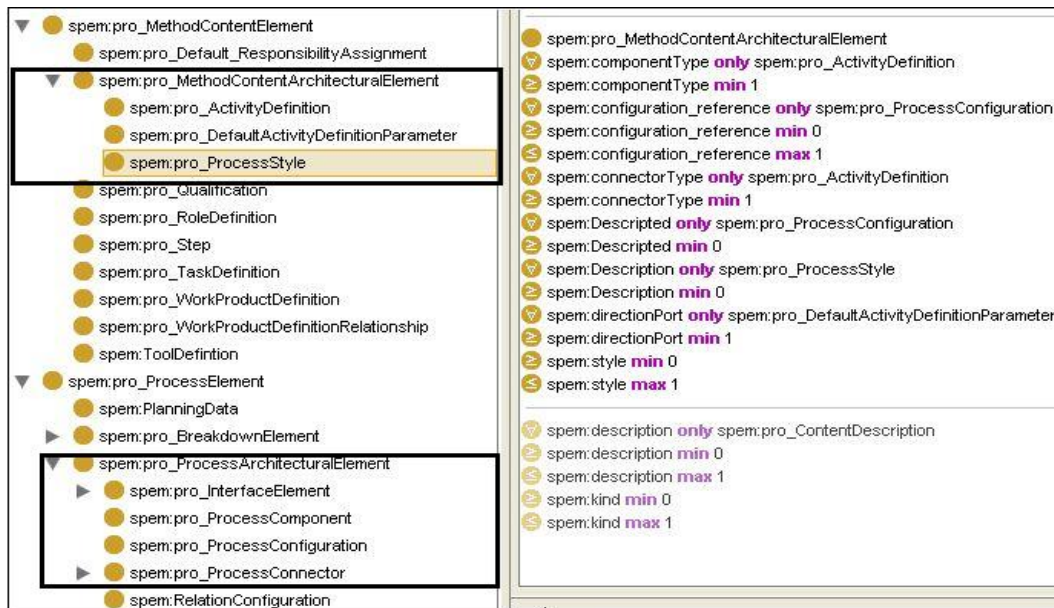 spem:pro_MethodContentElement
spem:pro_Default_ResponsibilityAssignment
spem:pro_MethodContentArchitecturalElement
spem:pro_ActivityDefinition
spem:pro_DefaultActivityDefinitionParameter
spem:pro_ProcessStyle
spem:pro_Qualification
spem:pro_RoleDefinition
spem:pro_Step
spem:pro_TaskDefinition
spem:pro_WorkProductDefinition
spem:pro_WorkProductDefinitionRelationship
spem:ToolDefintion
spem:pro_ProcessElement
spem:PlanningData
spem:pro_BreakdownElement
spem:pro_ProcessArchitecturalElement
spem:pro_InterfaceElement
spem:pro_ProcessComponent
spem:pro_ProcessConfiguration
spem:pro_ProcessConnector
spem:RelationConfiguration
spem:pro_MethodContentArchitecturalElement
spem:componentType only spem:pro_ActivityDefinition
spem:componentType min 1
spem:configuration_reference only spem:pro_ProcessConfiguration
spem:configuration_reference min 0
spem:configuration_reference max 1
spem:connectorType only spem:pro_ActivityDefinition
spem:connectorType min 1
spem:Descripted only spem:pro_ProcessConfiguration
spem:Descripted min 0
spem:Description only spem:pro_ProcessStyle
spem:Description min 0
spem:directionPort only spem:pro_DefaultActivityDefinitionParameter
spem:directionPort min 1
spem:style min 0
spem:style max 1
spem:description only spem:pro_ContentDescription
spem:description min 0
spem:description max 1
spem:kind min 0
spem:kind max 1